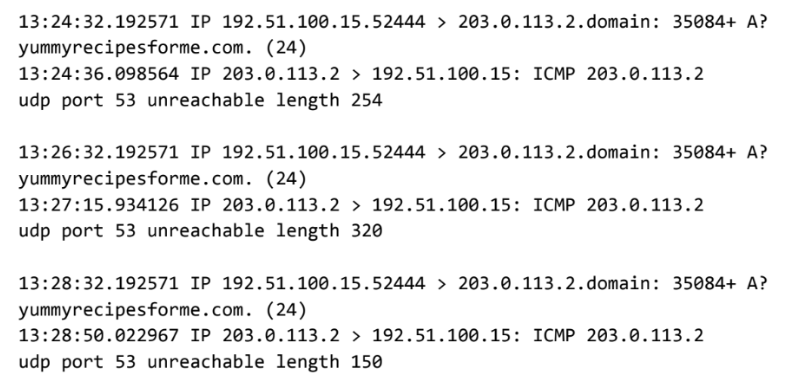 13:24:32.192571 IP 192.51.100.15.52444 > 203.0.113.2.domain: 35084+ A?
yummyrecipesforme.com. (24)
13:24:36.098564 IP 203.0.113.2 > 192.51.100.15: ICMP 203.0.113.2
udp port 53 unreachable length 254
13:26:32.192571 IP 192.51.100.15.52444 > 203.0.113.2.domain: 35084+ A?
yummyrecipesforme.com. (24)
13:27:15.934126 IP 203.0.113.2 > 192.51.100.15: ICMP 203.0.113.2
udp port 53 unreachable length 320
13:28:32.192571 IP 192.51.100.15.52444 > 203.0.113.2.domain: 35084+ A?
yummyrecipesforme.com. (24)
13:28:50.022967 IP 203.0.113.2 > 192.51.100.15: ICMP 203.0.113.2
udp port 53 unreachable length 150